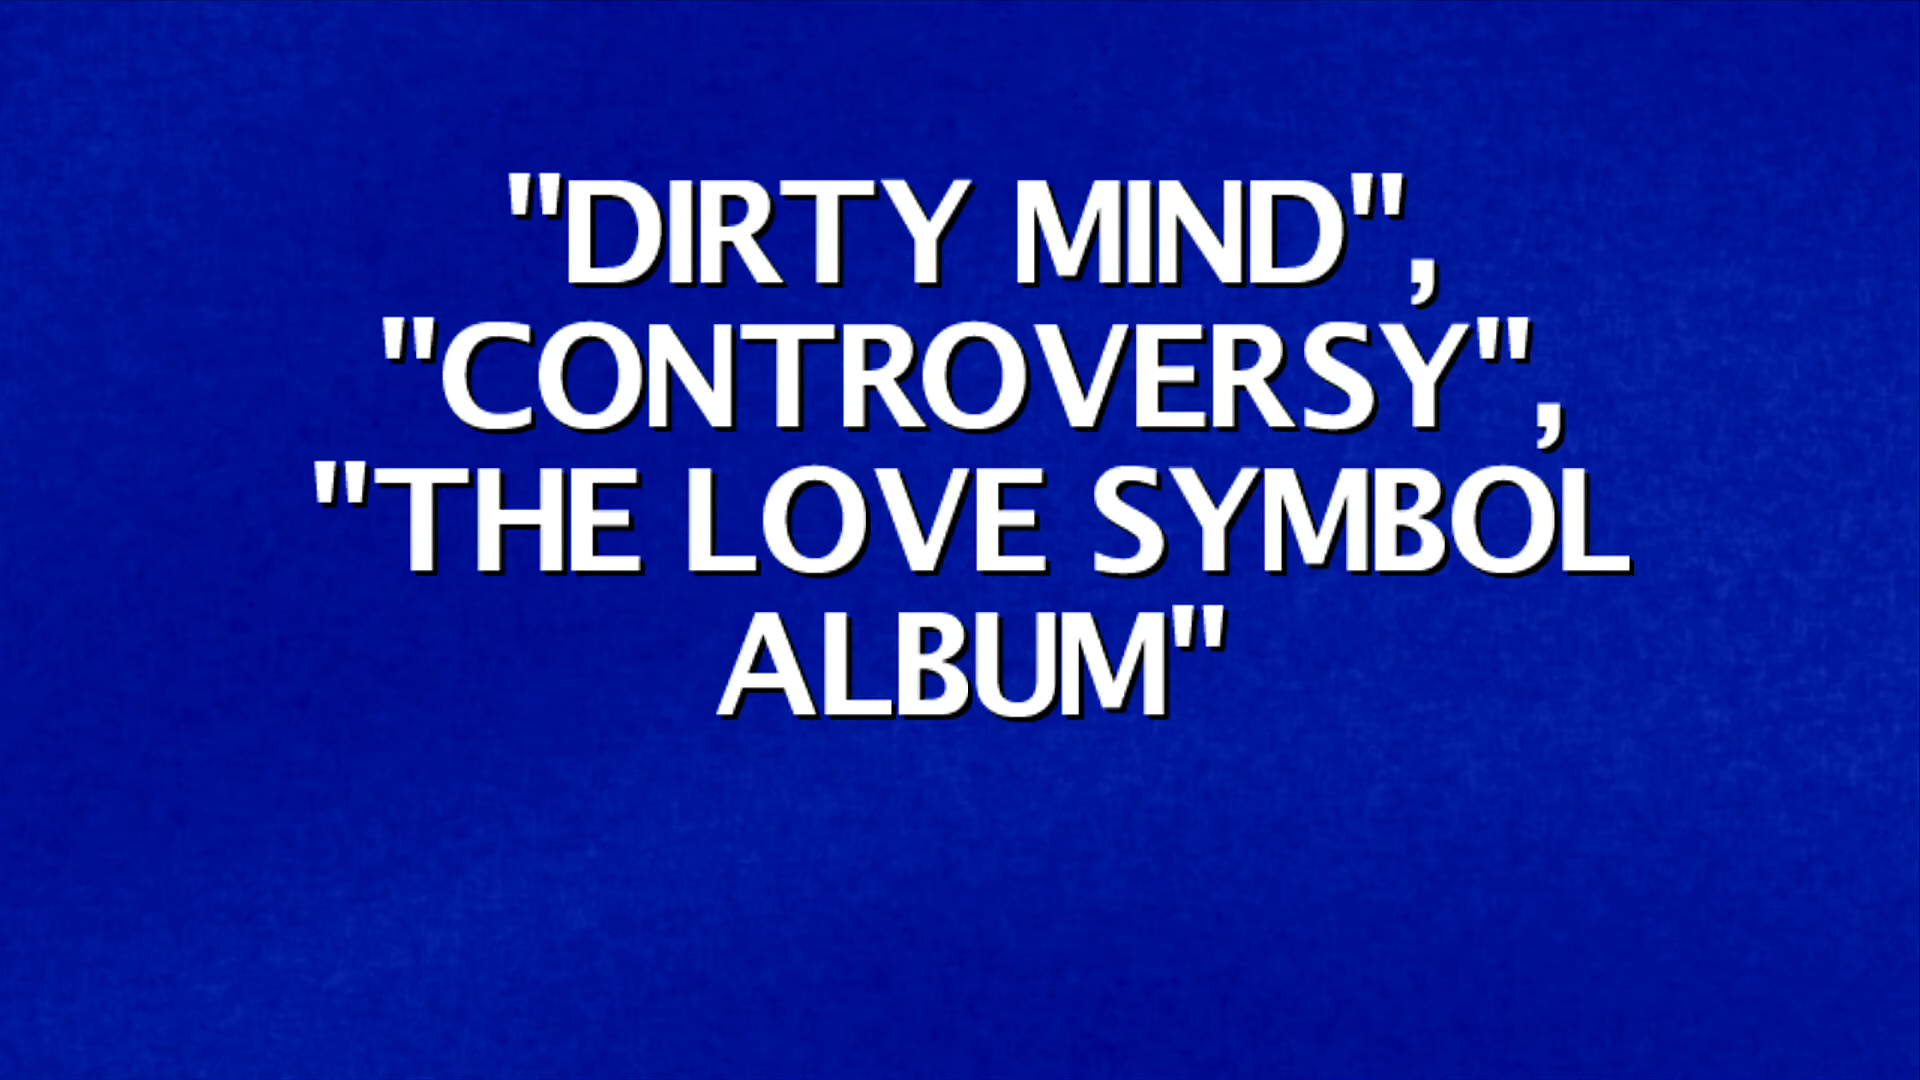 "DIRTY MIND",
"CONTROVERSY",
"THE LOVE SYMBOL
ALBUM"